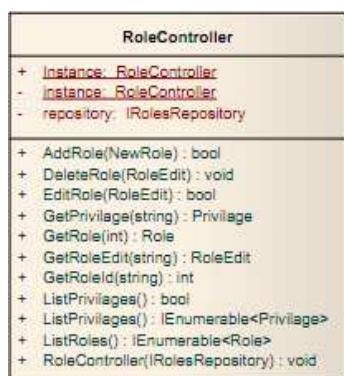 RoleController
+ Instance: RoleController
- instance: RoleController
- repository: IRolesRepository
+ AddRole(NewRole) : bool
+ DeleteRole(RoleEdit) : void
+ EditRole(RoleEdit) : bool
+ GetPrivilage(string) : Privilage
+ GetRole(int) : Role
+ GetRoleEdit(string) : RoleEdit
+ GetRoleId(string) : int
+ ListPrivilages() : bool
+ ListPrivilages() : IEnumerable<Privilage>
+ ListRoles() : IEnumerable<Role>
+ RoleController(IRolesRepository) : void